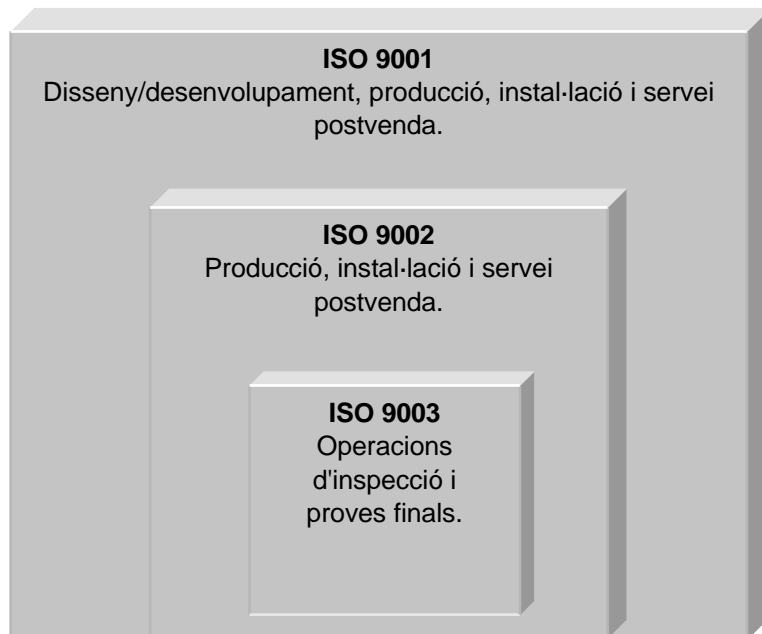 ISO 9001
Disseny/desenvolupament, producció, instal·lació i servei
postvenda.
ISO 9002
Producció, instal·lació i servei
postvenda.
ISO 9003
Operacions
d'inspecció i
proves finals.